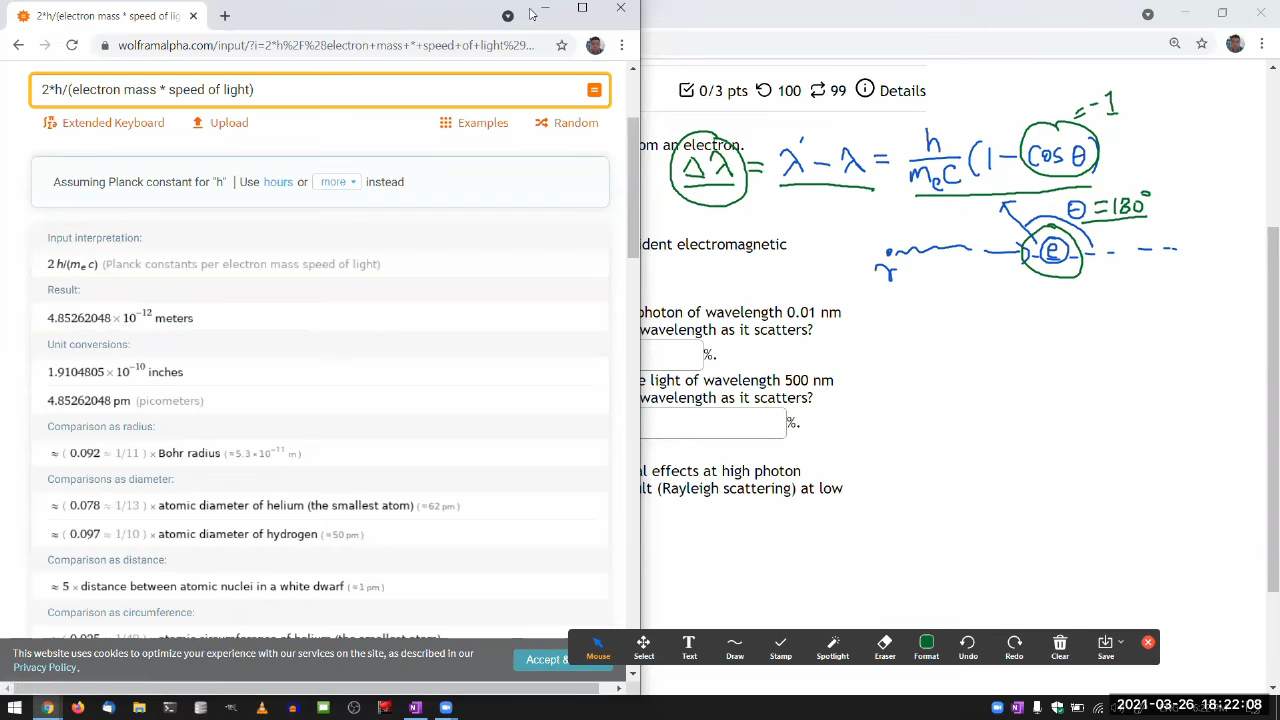 2*h/(electron mass * speed of ligh
wolframalpha.com/input/?i=2*h%2F%28electron+mass+*+speed+of+light%29...
2*h/(electron mass * speed of light)
Extended Keyboard
Upload
Examples
Random
Assuming Planck constant for "h" |
hours or
more
instead
Input interpretation:
2 h/(mₑ c) (Planck constants per electron mass speed of light)
Result:
4.85262048 × 10⁻¹² meters
Unit conversions:
1.9104805 × 10⁻¹⁰ inches
4.85262048 pm (picometers)
Comparison as radius:
≈ ( 0.092 ≈ 1/11 ) × Bohr radius ( ≈ 5.3 × 10⁻¹¹ m )
Comparisons as diameter:
≈ ( 0.078 ≈ 1/13 ) × atomic diameter of helium (the smallest atom) ( ≈ 62 pm )
≈ ( 0.097 ≈ 1/10 ) × atomic diameter of hydrogen ( ≈ 50 pm )
Comparison as distance:
≈ 5 × distance between atomic nuclei in a white dwarf ( ≈ 1 pm )
Comparison as circumference:
This website uses cookies to optimize your experience with our services on the site, as described in our
Privacy Policy.
Accept &
0/3 pts
100
99
Details
om an electron.
Δλ = λ' − λ = h/mₑc (1 − cos θ)
= -1
θ = 180°
e
γ
dent electromagnetic
hoton of wavelength 0.01 nm
wavelength as it scatters?
%.
e light of wavelength 500 nm
wavelength as it scatters?
%.
al effects at high photon
ult (Rayleigh scattering) at low
Mouse
Select
Text
Draw
Stamp
Spotlight
Eraser
Format
Undo
Redo
Clear
Save
2021-03-26 18:22:08